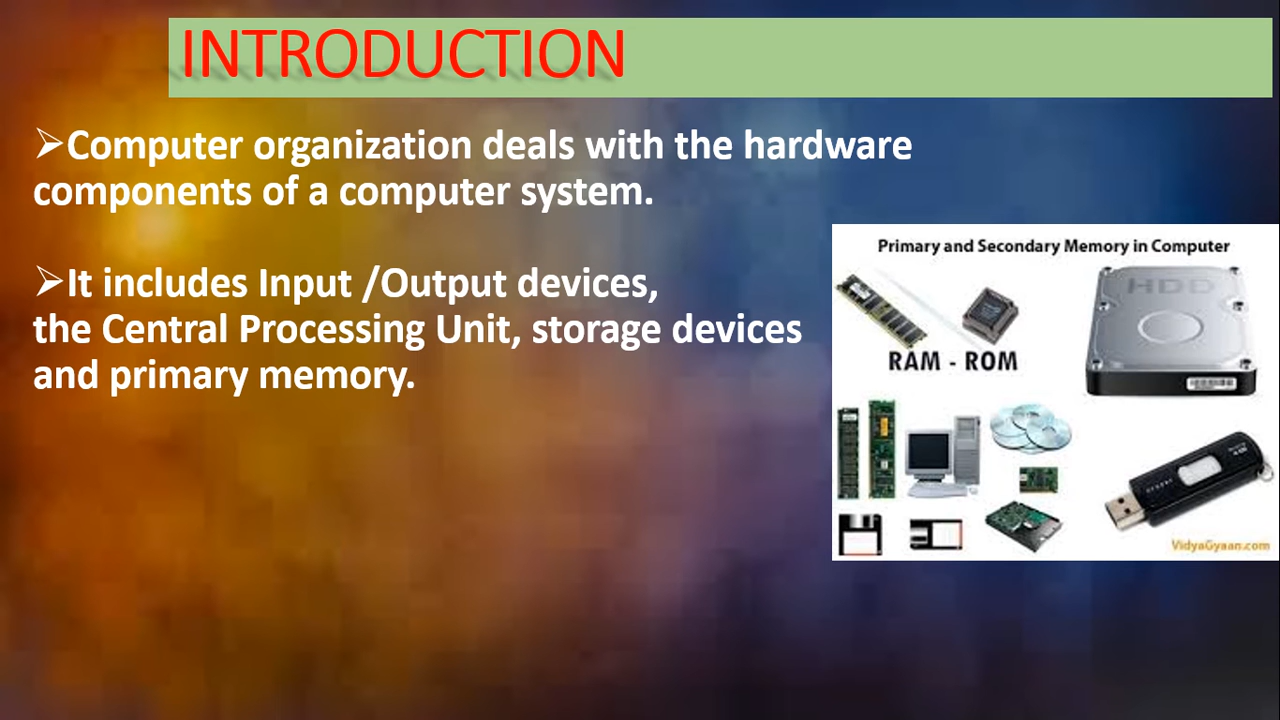 INTRODUCTION
➢Computer organization deals with the hardware
components of a computer system.
➢It includes Input /Output devices,
the Central Processing Unit, storage devices
and primary memory.
Primary and Secondary Memory in Computer
HDD
RAM - ROM
VidyaGyaan.com